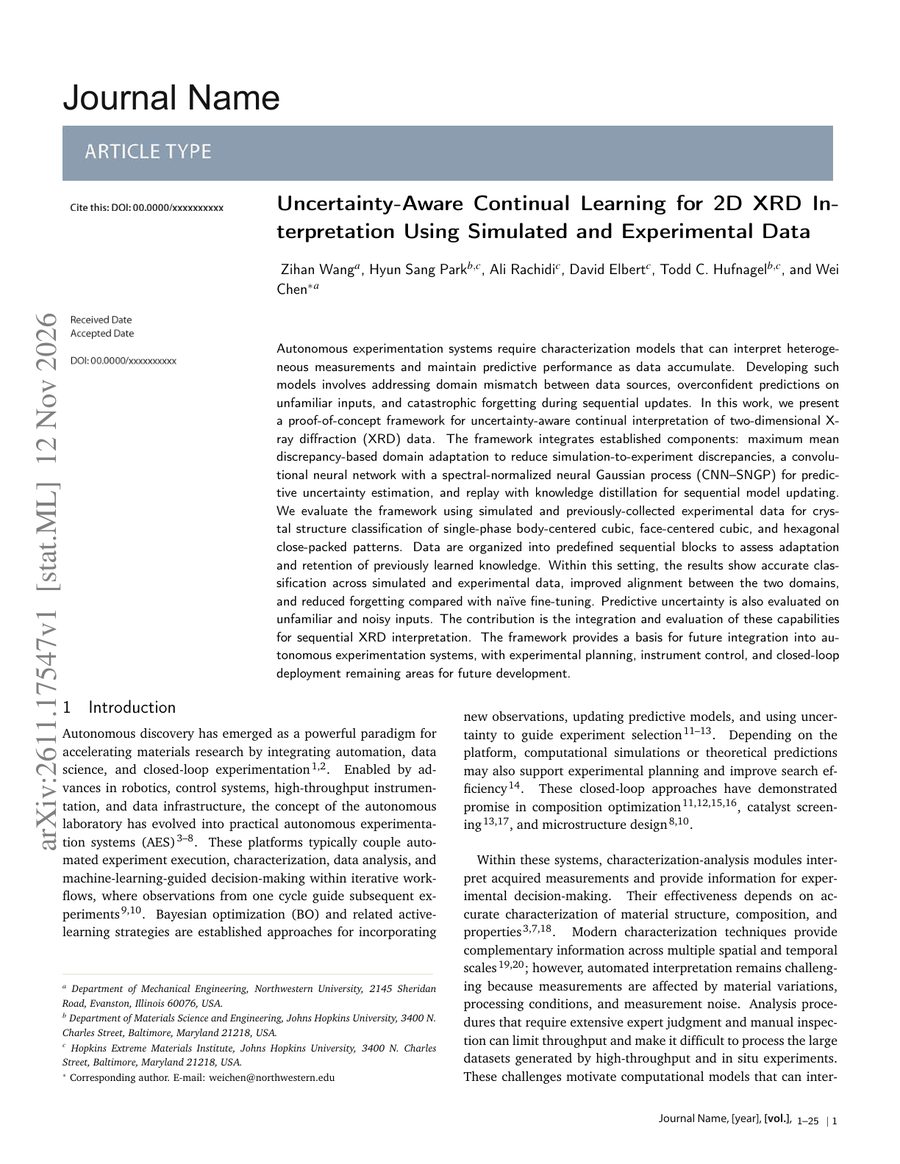 Journal Name
ARTICLE TYPE
Cite this: DOI: 00.0000/xxxxxxxxxx
Uncertainty-Aware Continual Learning for 2D XRD In-
terpretation Using Simulated and Experimental Data
Zihan Wangᵃ, Hyun Sang Parkᵇ,ᶜ, Ali Rachidiᶜ, David Elbertᶜ, Todd C. Hufnagelᵇ,ᶜ, and Wei
Chen*ᵃ
Received Date
Accepted Date
DOI: 00.0000/xxxxxxxxxx
Autonomous experimentation systems require characterization models that can interpret heteroge-
neous measurements and maintain predictive performance as data accumulate. Developing such
models involves addressing domain mismatch between data sources, overconfident predictions on
unfamiliar inputs, and catastrophic forgetting during sequential updates. In this work, we present
a proof-of-concept framework for uncertainty-aware continual interpretation of two-dimensional X-
ray diffraction (XRD) data. The framework integrates established components: maximum mean
discrepancy-based domain adaptation to reduce simulation-to-experiment discrepancies, a convolu-
tional neural network with a spectral-normalized neural Gaussian process (CNN–SNGP) for predic-
tive uncertainty estimation, and replay with knowledge distillation for sequential model updating.
We evaluate the framework using simulated and previously-collected experimental data for crys-
tal structure classification of single-phase body-centered cubic, face-centered cubic, and hexagonal
close-packed patterns. Data are organized into predefined sequential blocks to assess adaptation
and retention of previously learned knowledge. Within this setting, the results show accurate clas-
sification across simulated and experimental data, improved alignment between the two domains,
and reduced forgetting compared with naïve fine-tuning. Predictive uncertainty is also evaluated on
unfamiliar and noisy inputs. The contribution is the integration and evaluation of these capabilities
for sequential XRD interpretation. The framework provides a basis for future integration into au-
tonomous experimentation systems, with experimental planning, instrument control, and closed-loop
deployment remaining areas for future development.
arXiv:2611.17547v1 [stat.ML] 12 Nov 2026
1 Introduction
Autonomous discovery has emerged as a powerful paradigm for
accelerating materials research by integrating automation, data
science, and closed-loop experimentation¹,². Enabled by ad-
vances in robotics, control systems, high-throughput instrumen-
tation, and data infrastructure, the concept of the autonomous
laboratory has evolved into practical autonomous experimenta-
tion systems (AES)³⁻⁸. These platforms typically couple auto-
mated experiment execution, characterization, data analysis, and
machine-learning-guided decision-making within iterative work-
flows, where observations from one cycle guide subsequent ex-
periments⁹,¹⁰. Bayesian optimization (BO) and related active-
learning strategies are established approaches for incorporating
ᵃ Department of Mechanical Engineering, Northwestern University, 2145 Sheridan
Road, Evanston, Illinois 60076, USA.
ᵇ Department of Materials Science and Engineering, Johns Hopkins University, 3400 N.
Charles Street, Baltimore, Maryland 21218, USA.
ᶜ Hopkins Extreme Materials Institute, Johns Hopkins University, 3400 N. Charles
Street, Baltimore, Maryland 21218, USA.
* Corresponding author. E-mail: weichen@northwestern.edu
new observations, updating predictive models, and using uncer-
tainty to guide experiment selection¹¹⁻¹³. Depending on the
platform, computational simulations or theoretical predictions
may also support experimental planning and improve search ef-
ficiency¹⁴. These closed-loop approaches have demonstrated
promise in composition optimization¹¹,¹²,¹⁵,¹⁶, catalyst screen-
ing¹³,¹⁷, and microstructure design⁸,¹⁰.
Within these systems, characterization-analysis modules inter-
pret acquired measurements and provide information for exper-
imental decision-making. Their effectiveness depends on ac-
curate characterization of material structure, composition, and
properties³,⁷,¹⁸. Modern characterization techniques provide
complementary information across multiple spatial and temporal
scales¹⁹,²⁰; however, automated interpretation remains challeng-
ing because measurements are affected by material variations,
processing conditions, and measurement noise. Analysis proce-
dures that require extensive expert judgment and manual inspec-
tion can limit throughput and make it difficult to process the large
datasets generated by high-throughput and in situ experiments.
These challenges motivate computational models that can inter-
Journal Name, [year], [vol.], 1–25 | 1